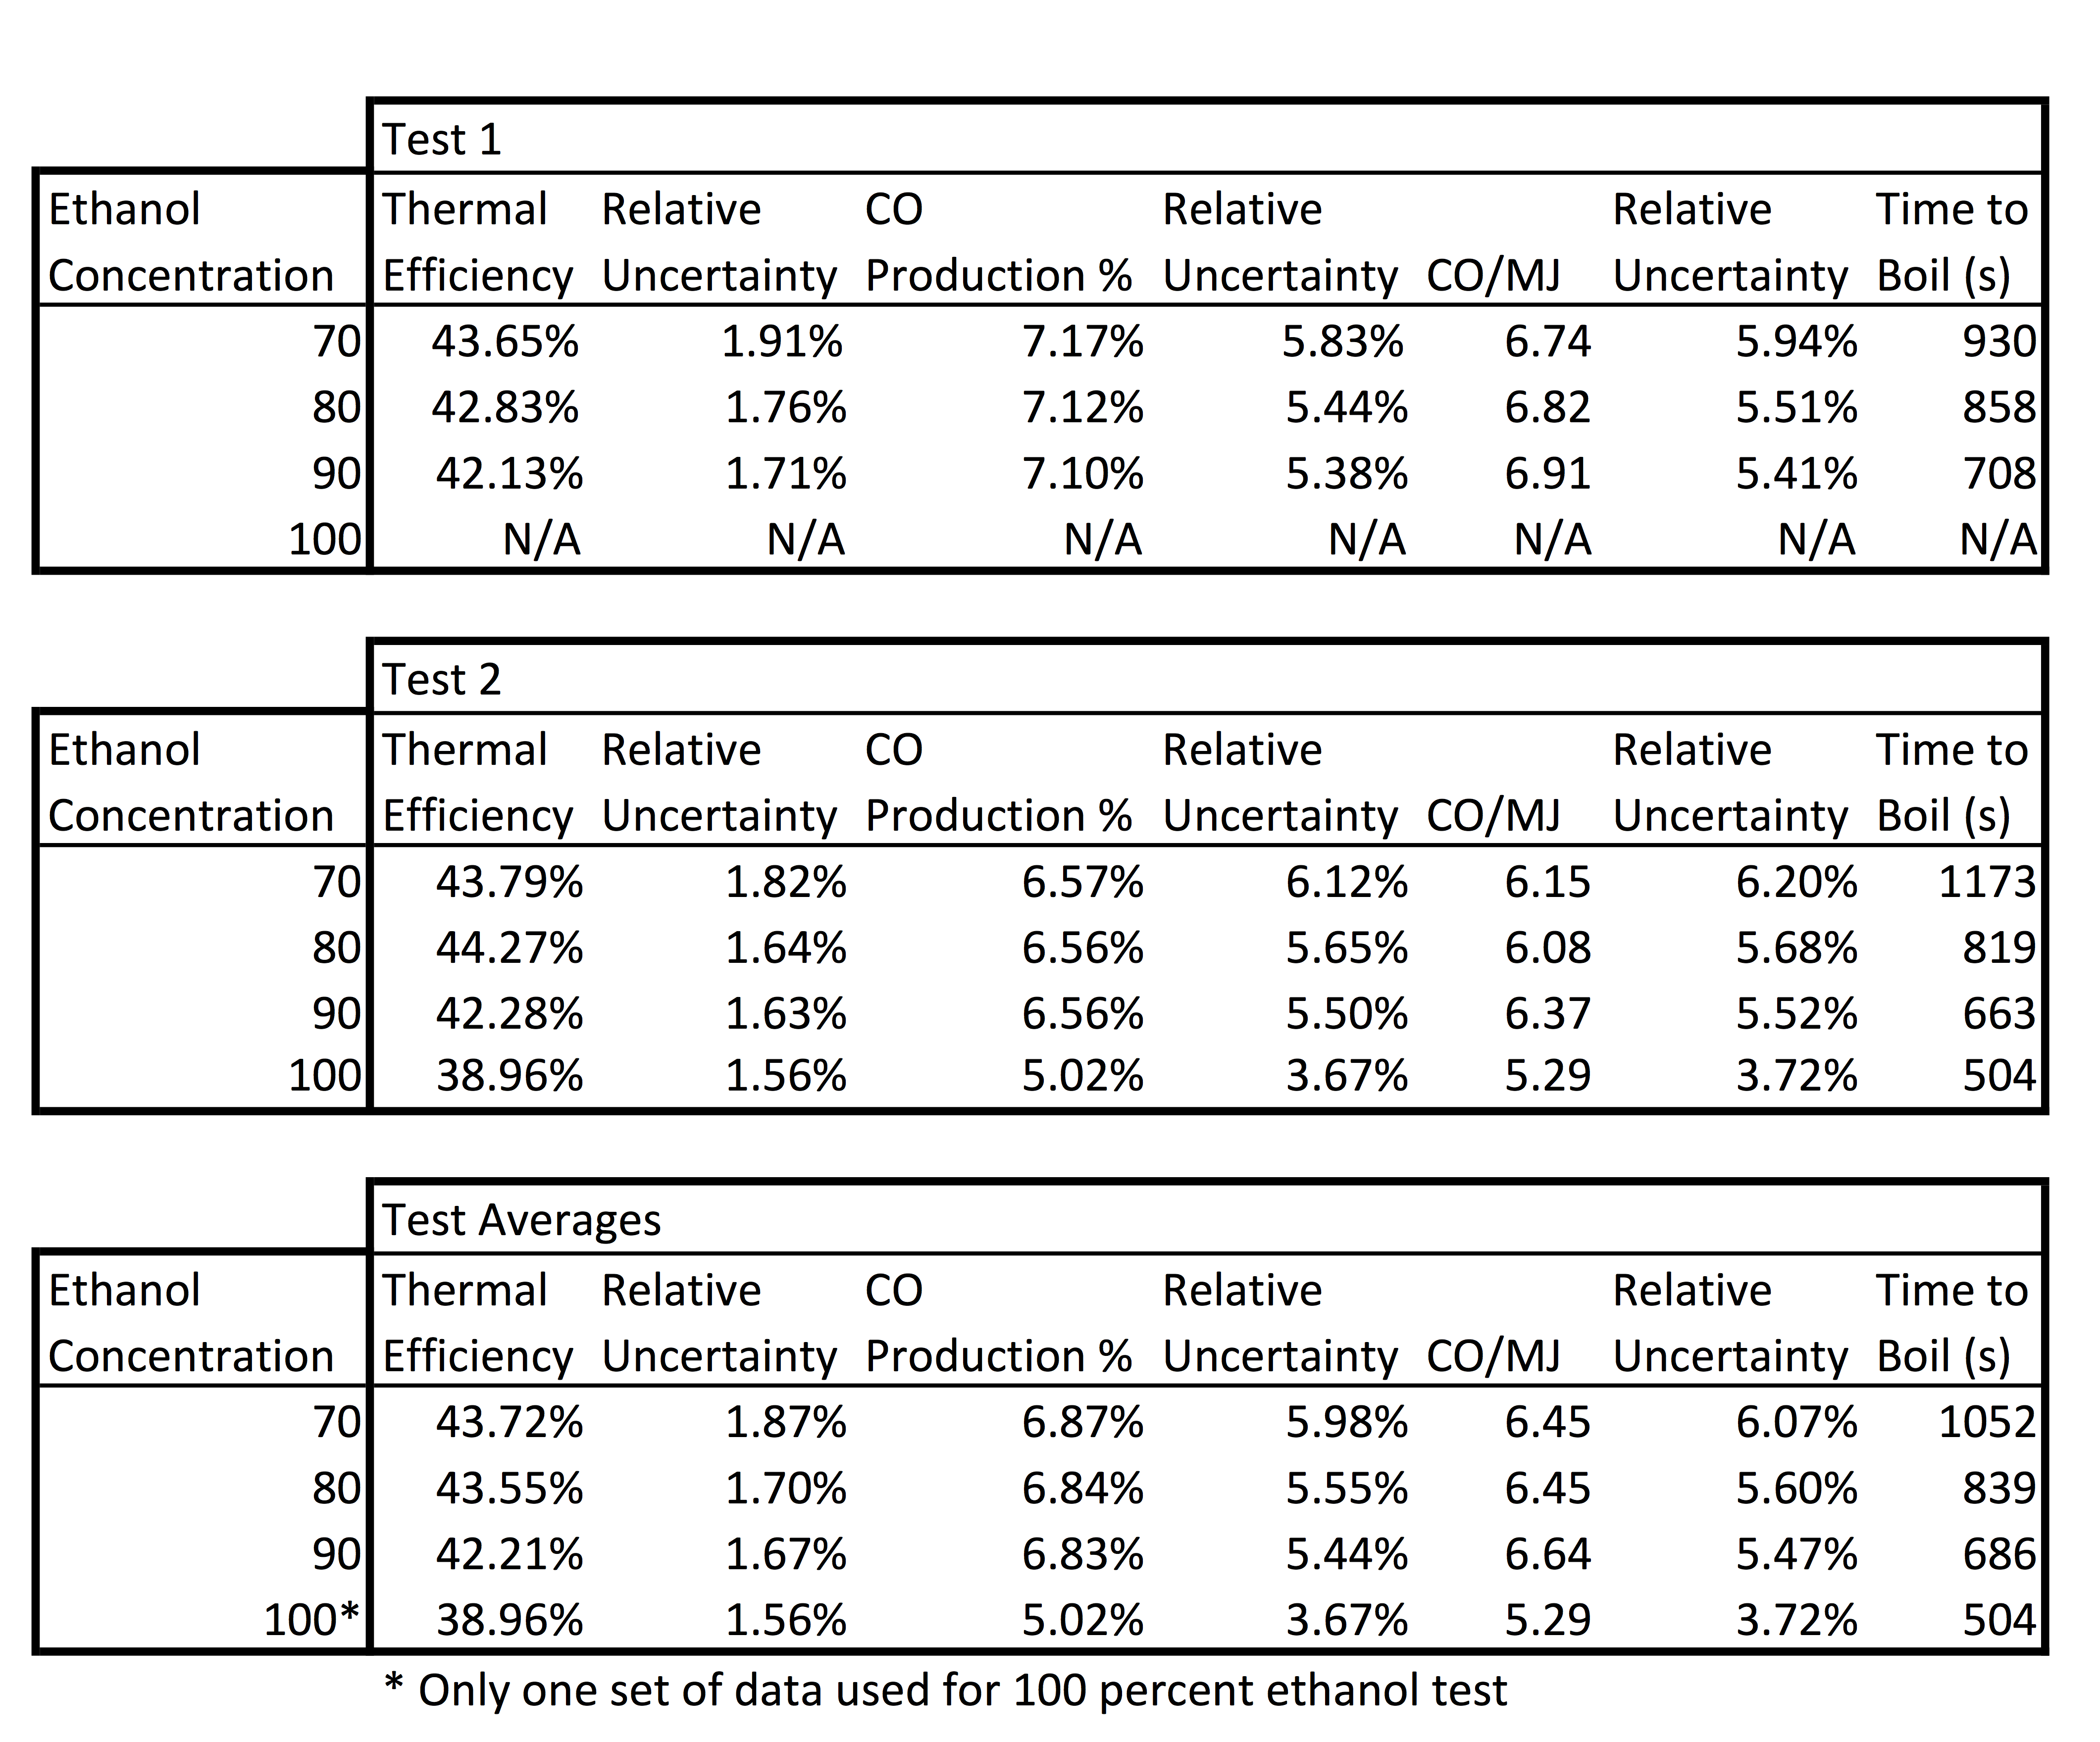 Test 1
Ethanol Thermal Relative CO Relative Relative Time to
Concentration Efficiency Uncertainty Production % Uncertainty CO/MJ Uncertainty Boil (s)
70 43.65% 1.91% 7.17% 5.83% 6.74 5.94% 930
80 42.83% 1.76% 7.12% 5.44% 6.82 5.51% 858
90 42.13% 1.71% 7.10% 5.38% 6.91 5.41% 708
100 N/A N/A N/A N/A N/A N/A N/A
Test 2
Ethanol Thermal Relative CO Relative Relative Time to
Concentration Efficiency Uncertainty Production % Uncertainty CO/MJ Uncertainty Boil (s)
70 43.79% 1.82% 6.57% 6.12% 6.15 6.20% 1173
80 44.27% 1.64% 6.56% 5.65% 6.08 5.68% 819
90 42.28% 1.63% 6.56% 5.50% 6.37 5.52% 663
100 38.96% 1.56% 5.02% 3.67% 5.29 3.72% 504
Test Averages
Ethanol Thermal Relative CO Relative Relative Time to
Concentration Efficiency Uncertainty Production % Uncertainty CO/MJ Uncertainty Boil (s)
70 43.72% 1.87% 6.87% 5.98% 6.45 6.07% 1052
80 43.55% 1.70% 6.84% 5.55% 6.45 5.60% 839
90 42.21% 1.67% 6.83% 5.44% 6.64 5.47% 686
100* 38.96% 1.56% 5.02% 3.67% 5.29 3.72% 504
* Only one set of data used for 100 percent ethanol test